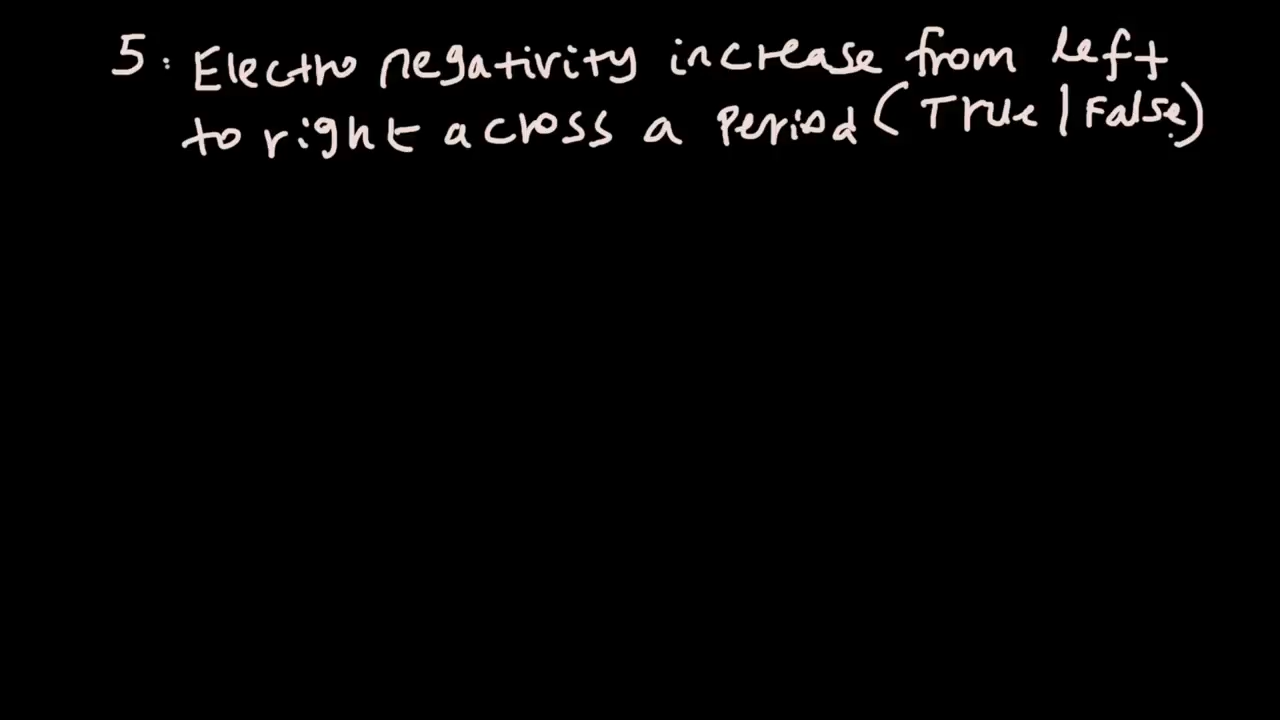 5: Electro negativity increase from left
to right across a period (True | False)